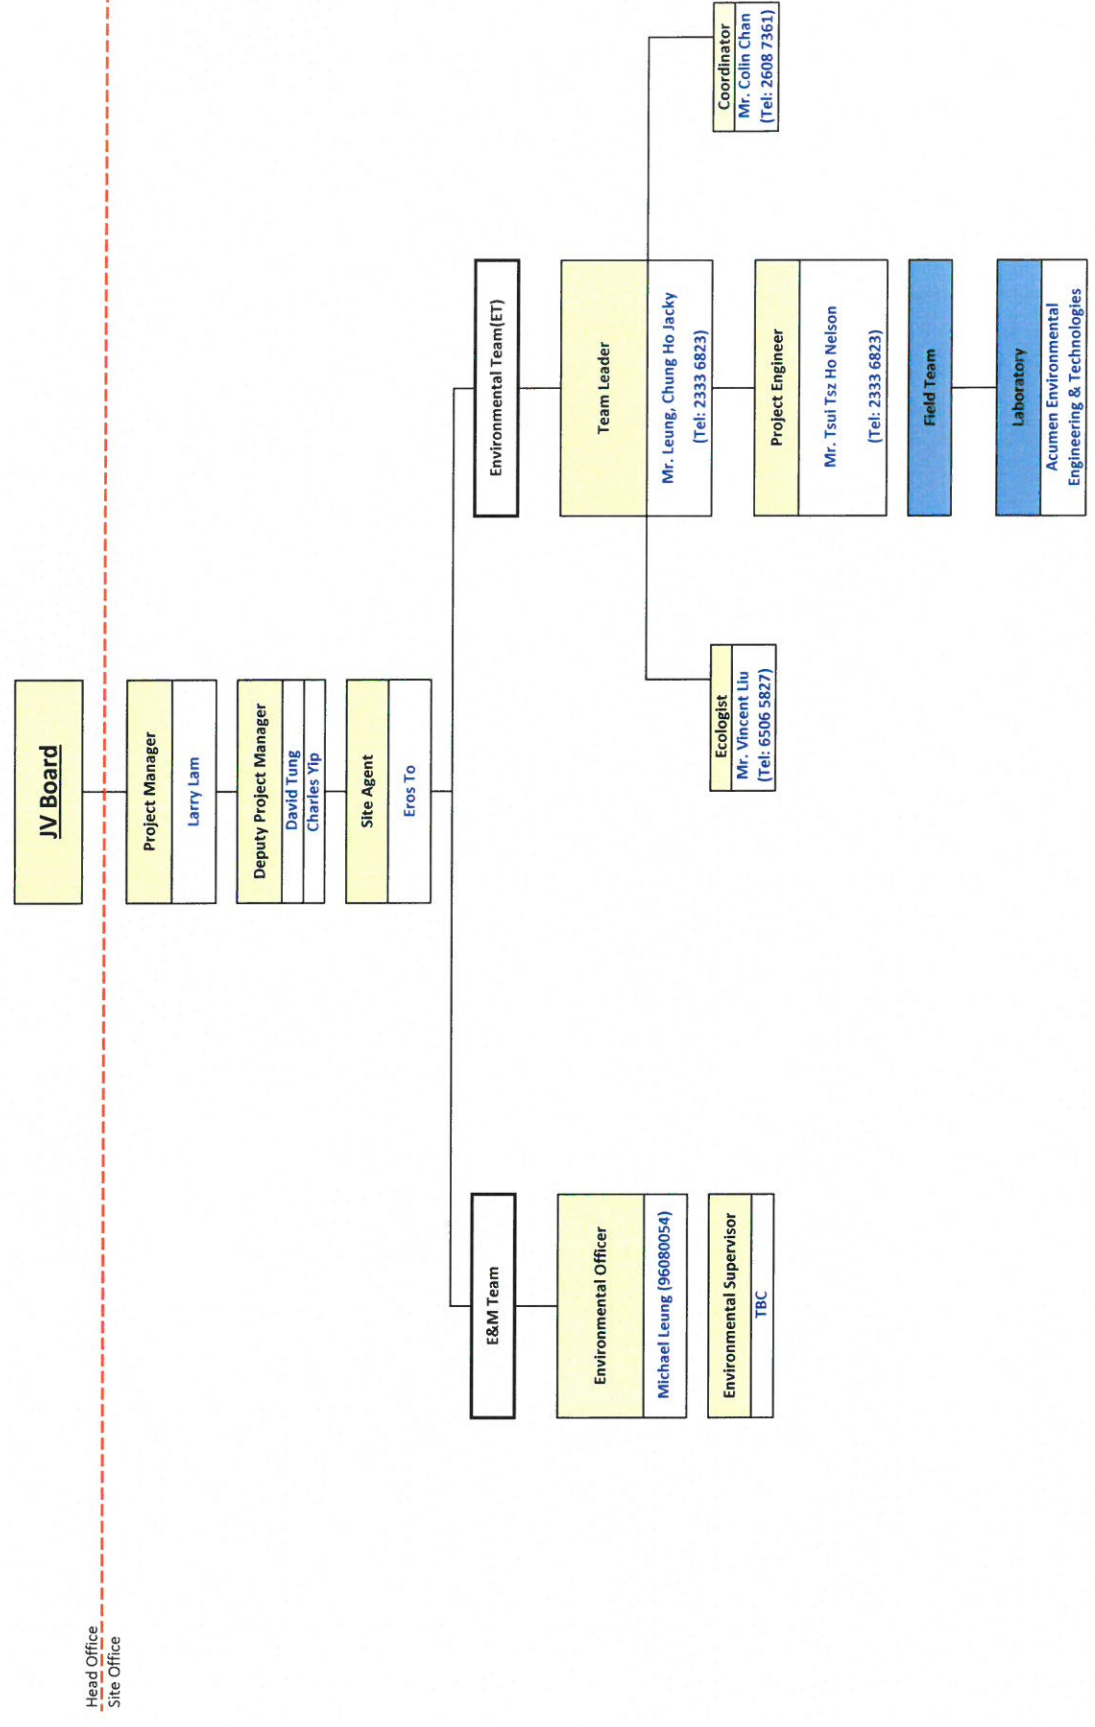 JV Board
Head Office
Site Office
Project Manager
Larry Lam
Deputy Project Manager
David Tung
Charles Yip
Site Agent
Eros To
E&M Team
Environmental Officer
Michael Leung (96080054)
Environmental Supervisor
TBC
Environmental Team(ET)
Team Leader
Mr. Leung, Chung Ho Jacky
(Tel: 2333 6823)
Ecologist
Mr. Vincent Liu
(Tel: 6506 5827)
Coordinator
Mr. Colin Chan
(Tel: 2608 7361)
Project Engineer
Mr. Tsui Tsz Ho Nelson
(Tel: 2333 6823)
Field Team
Laboratory
Acumen Environmental
Engineering & Technologies